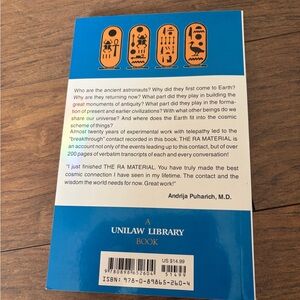 Who are the ancient astronauts? Why did they first come to Earth?
Why are they returning now? What part did they play in building the
great monuments of antiquity? What part did they play in the forma-
tion of present and earlier civilizations? With what other beings do we
share our universe? And where does the Earth fit into the cosmic
scheme of things?
Almost twenty years of experimental work with telepathy led to the
"breakthrough" contact recorded in this book. THE RA MATERIAL is
an account not only of the events leading up to this contact, but of over
200 pages of verbatim transcripts of each and every conversation!
"I just finished THE RA MATERIAL. You have truly made the best
cosmic connection I have seen in my lifetime. The contact and the
wisdom the world needs for now. Great work!"
Andrija Puharich, M.D.
A
UNILAW LIBRARY
BOOK
US $14.99
9 780898 652604
51499
ISBN: 978-0-89865-260-4